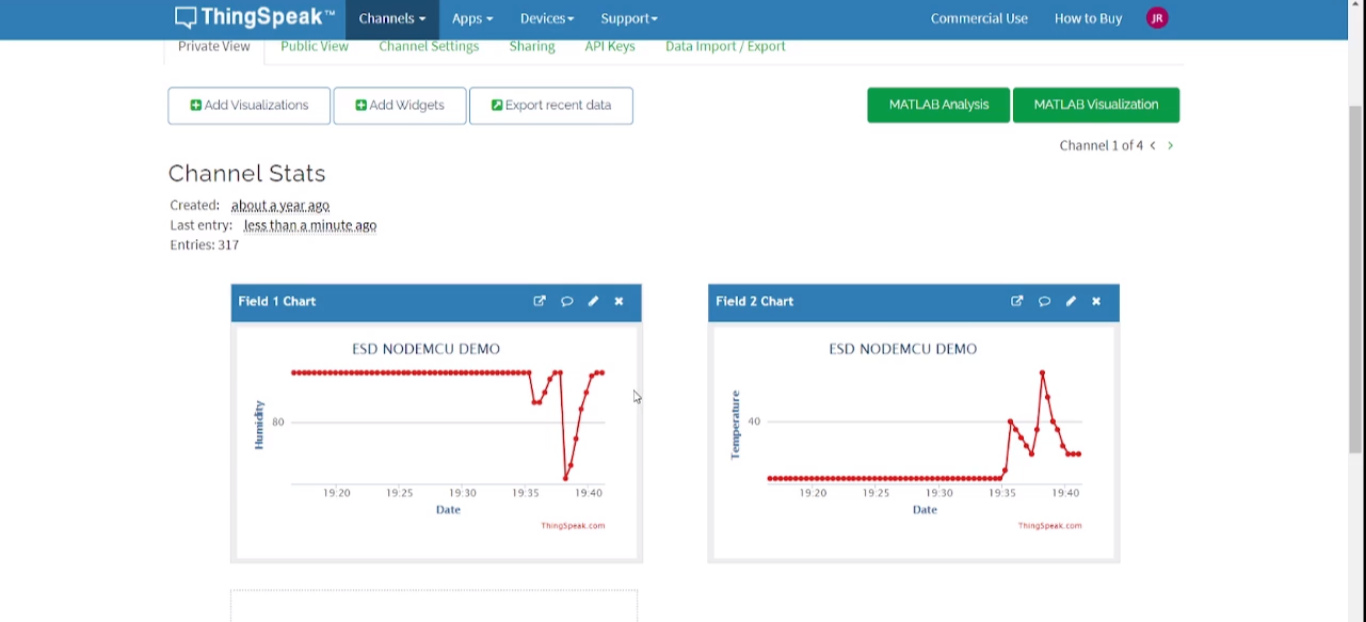 ThingSpeak™ Channels Apps Devices Support Commercial Use How to Buy JR
Private View Public View Channel Settings Sharing API Keys Data Import / Export
Add Visualizations Add Widgets Export recent data MATLAB Analysis MATLAB Visualization
Channel 1 of 4 < >
Channel Stats
Created: about a year ago
Last entry: less than a minute ago
Entries: 317
Field 1 Chart
ESD NODEMCU DEMO
Humidity
80
19:20 19:25 19:30 19:35 19:40
Date
ThingSpeak.com
Field 2 Chart
ESD NODEMCU DEMO
Temperature
40
19:20 19:25 19:30 19:35 19:40
Date
ThingSpeak.com